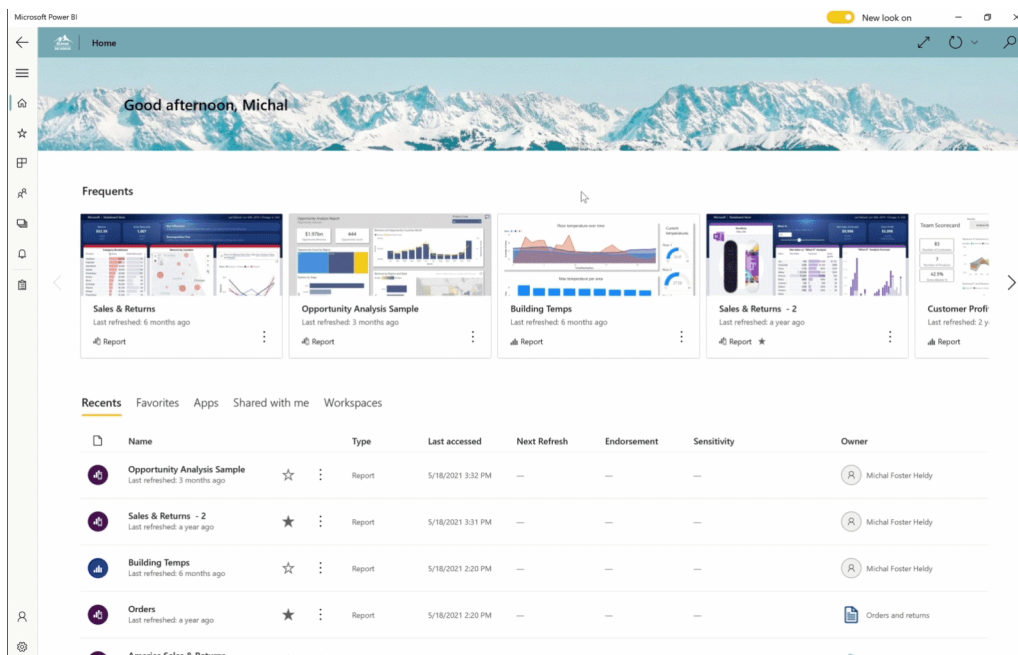 Microsoft Power BI
New look on
Home
Good afternoon, Michal
Frequents
Sales & Returns
Last refreshed: 6 months ago
Report
Opportunity Analysis Sample
Last refreshed: 3 months ago
Report
Building Temps
Last refreshed: 6 months ago
Report
Sales & Returns - 2
Last refreshed: a year ago
Report
Team Scorecard
Customer Profi
Last refreshed: 2 y
Report
Recents Favorites Apps Shared with me Workspaces
Name Type Last accessed Next Refresh Endorsement Sensitivity Owner
Opportunity Analysis Sample
Last refreshed: 3 months ago
Report 5/18/2021 3:32 PM — — — Michal Foster Heldy
Sales & Returns - 2
Last refreshed: a year ago
Report 5/18/2021 3:31 PM — — — Michal Foster Heldy
Building Temps
Last refreshed: 6 months ago
Report 5/18/2021 2:20 PM — — — Michal Foster Heldy
Orders
Last refreshed: a year ago
Report 5/18/2021 2:20 PM — — — Orders and returns